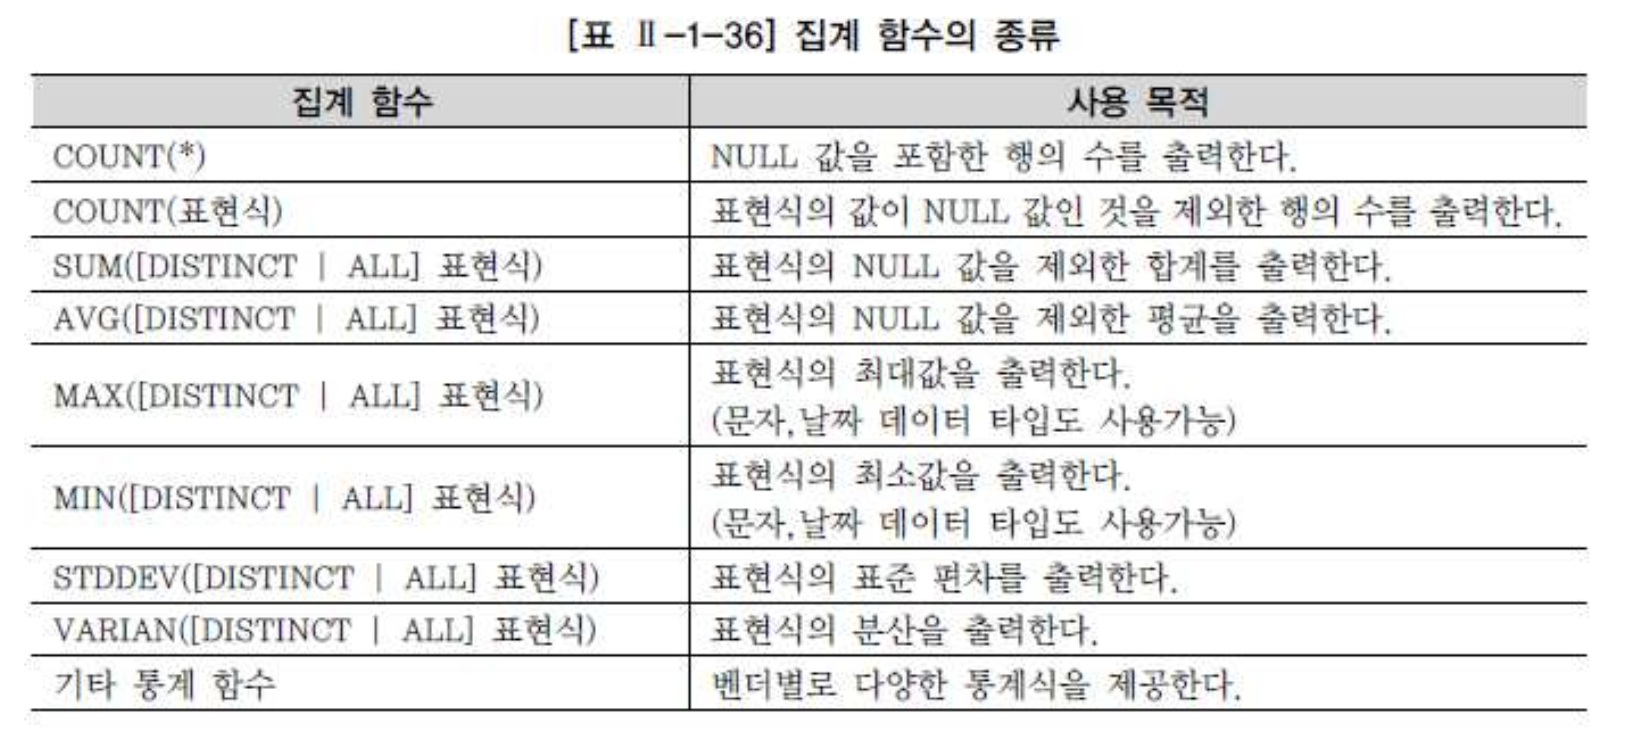 [표 Ⅱ-1-36] 집계 함수의 종류
집계 함수 사용 목적
COUNT(*) NULL 값을 포함한 행의 수를 출력한다.
COUNT(표현식) 표현식의 값이 NULL 값인 것을 제외한 행의 수를 출력한다.
SUM([DISTINCT | ALL] 표현식) 표현식의 NULL 값을 제외한 합계를 출력한다.
AVG([DISTINCT | ALL] 표현식) 표현식의 NULL 값을 제외한 평균을 출력한다.
MAX([DISTINCT | ALL] 표현식) 표현식의 최대값을 출력한다.
(문자,날짜 데이터 타입도 사용가능)
MIN([DISTINCT | ALL] 표현식) 표현식의 최소값을 출력한다.
(문자,날짜 데이터 타입도 사용가능)
STDDEV([DISTINCT | ALL] 표현식) 표현식의 표준 편차를 출력한다.
VARIAN([DISTINCT | ALL] 표현식) 표현식의 분산을 출력한다.
기타 통계 함수 벤더별로 다양한 통계식을 제공한다.